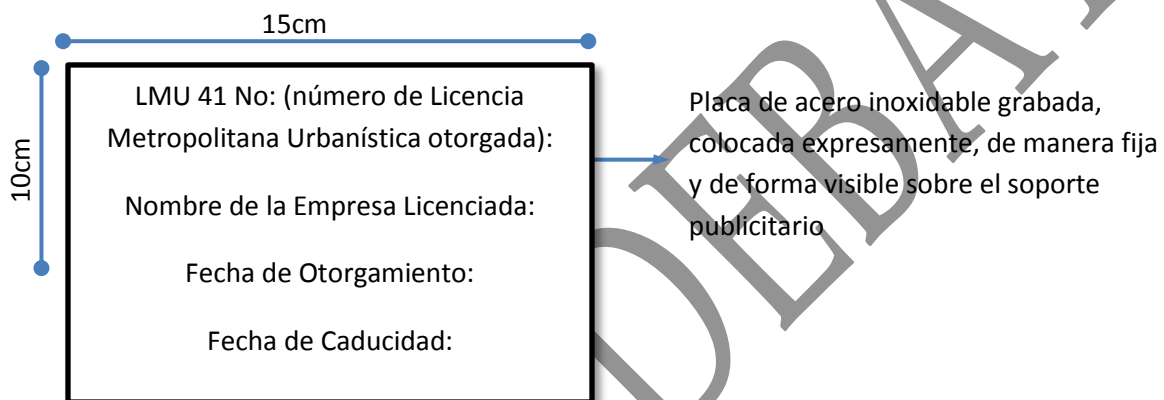 15cm
10cm
LMU 41 No: (número de Licencia
Metropolitana Urbanística otorgada):
Nombre de la Empresa Licenciada:
Fecha de Otorgamiento:
Fecha de Caducidad:
Placa de acero inoxidable grabada,
colocada expresamente, de manera fija
y de forma visible sobre el soporte
publicitario
DEBA